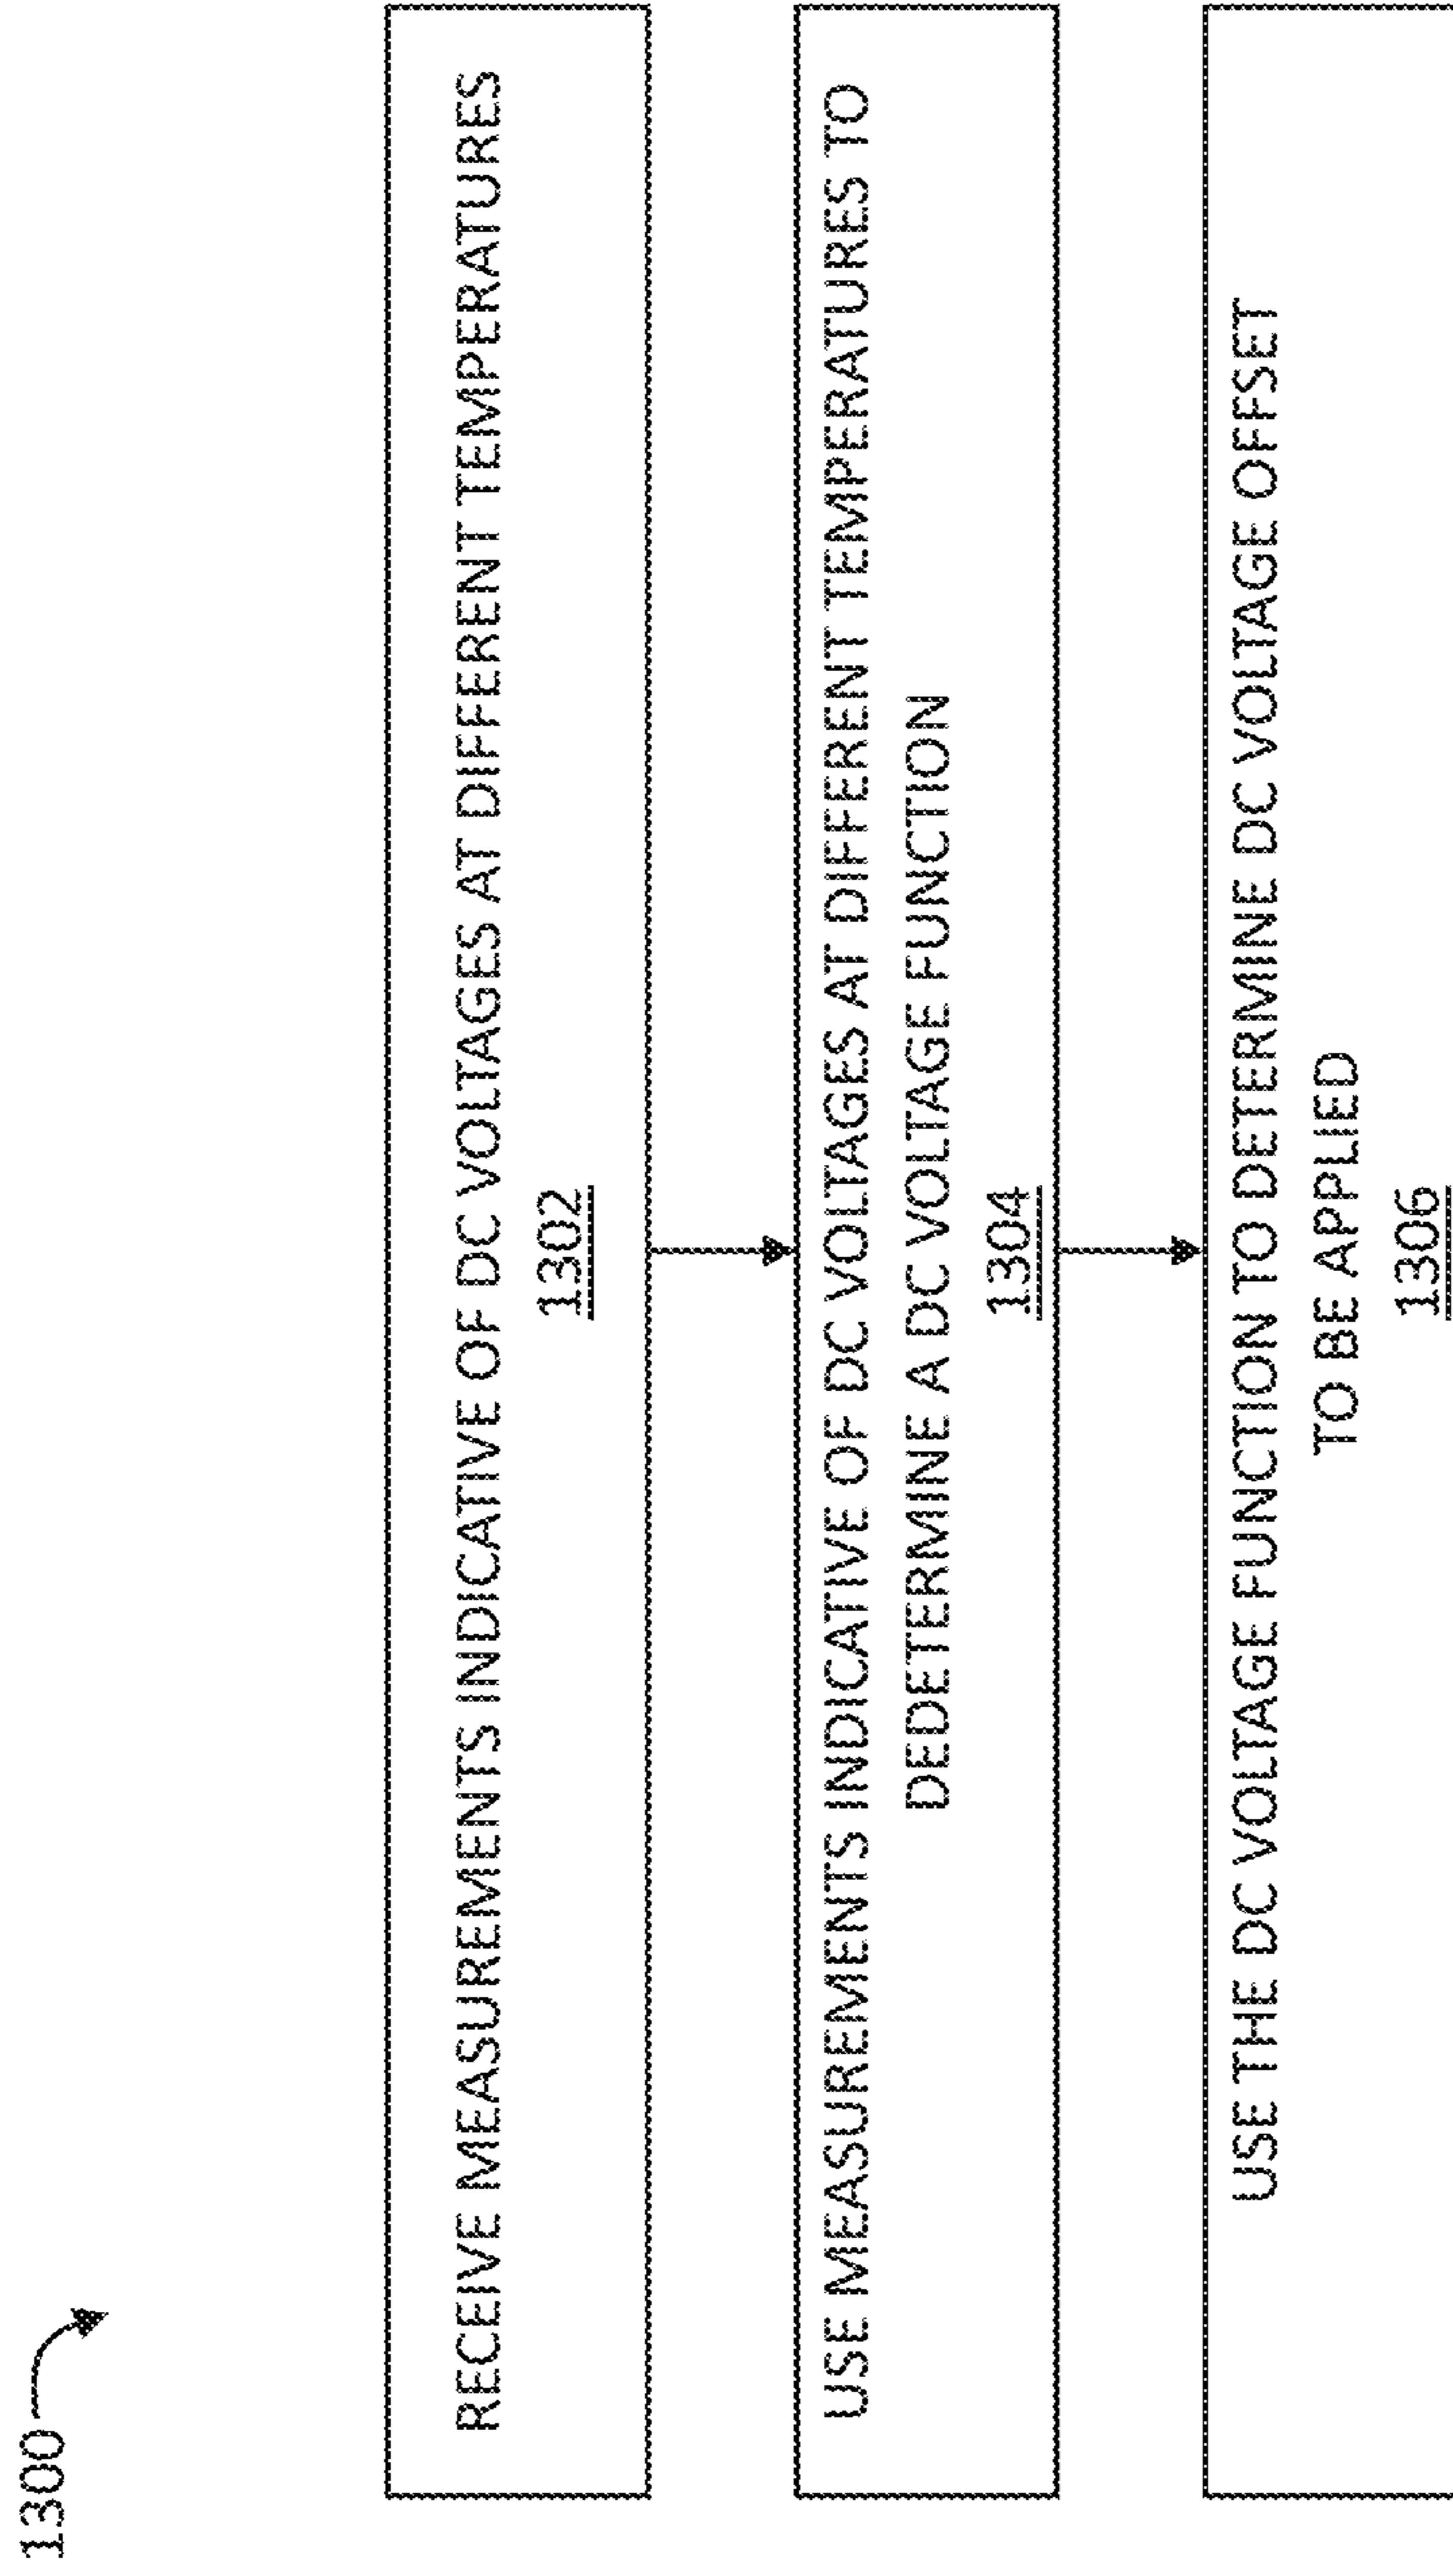 1300
RECEIVE MEASUREMENTS INDICATIVE OF DC VOLTAGES AT DIFFERENT TEMPERATURES
1302
USE MEASUREMENTS INDICATIVE OF DC VOLTAGES AT DIFFERENT TEMPERATURES TO
DEDETERMINE A DC VOLTAGE FUNCTION
1304
USE THE DC VOLTAGE FUNCTION TO DETERMINE DC VOLTAGE OFFSET
TO BE APPLIED
1306